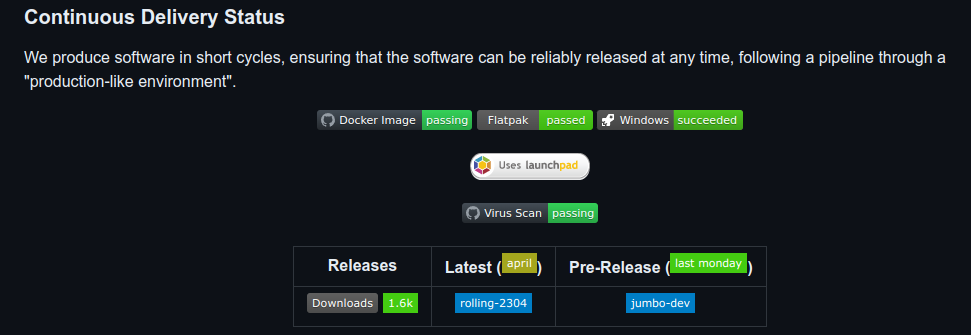 Continuous Delivery Status
We produce software in short cycles, ensuring that the software can be reliably released at any time, following a pipeline through a
"production-like environment".
Docker Image passing Flatpak passed Windows succeeded
Uses launchpad
Virus Scan passing
Releases Latest (april) Pre-Release (last monday)
Downloads 1.6k rolling-2304 jumbo-dev